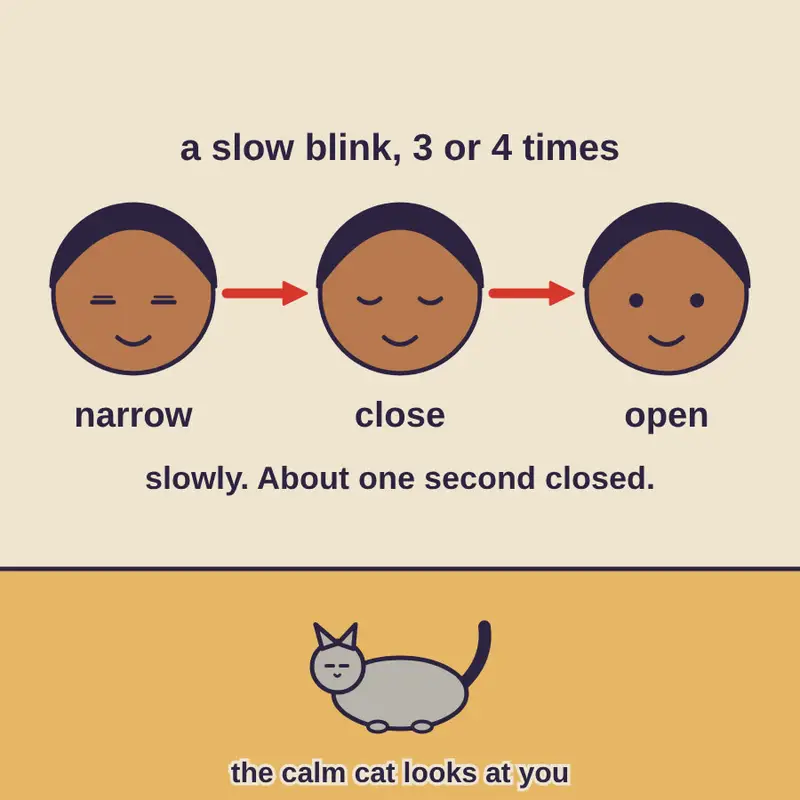 a slow blink, 3 or 4 times
narrow
close
open
slowly. About one second closed.
the calm cat looks at you